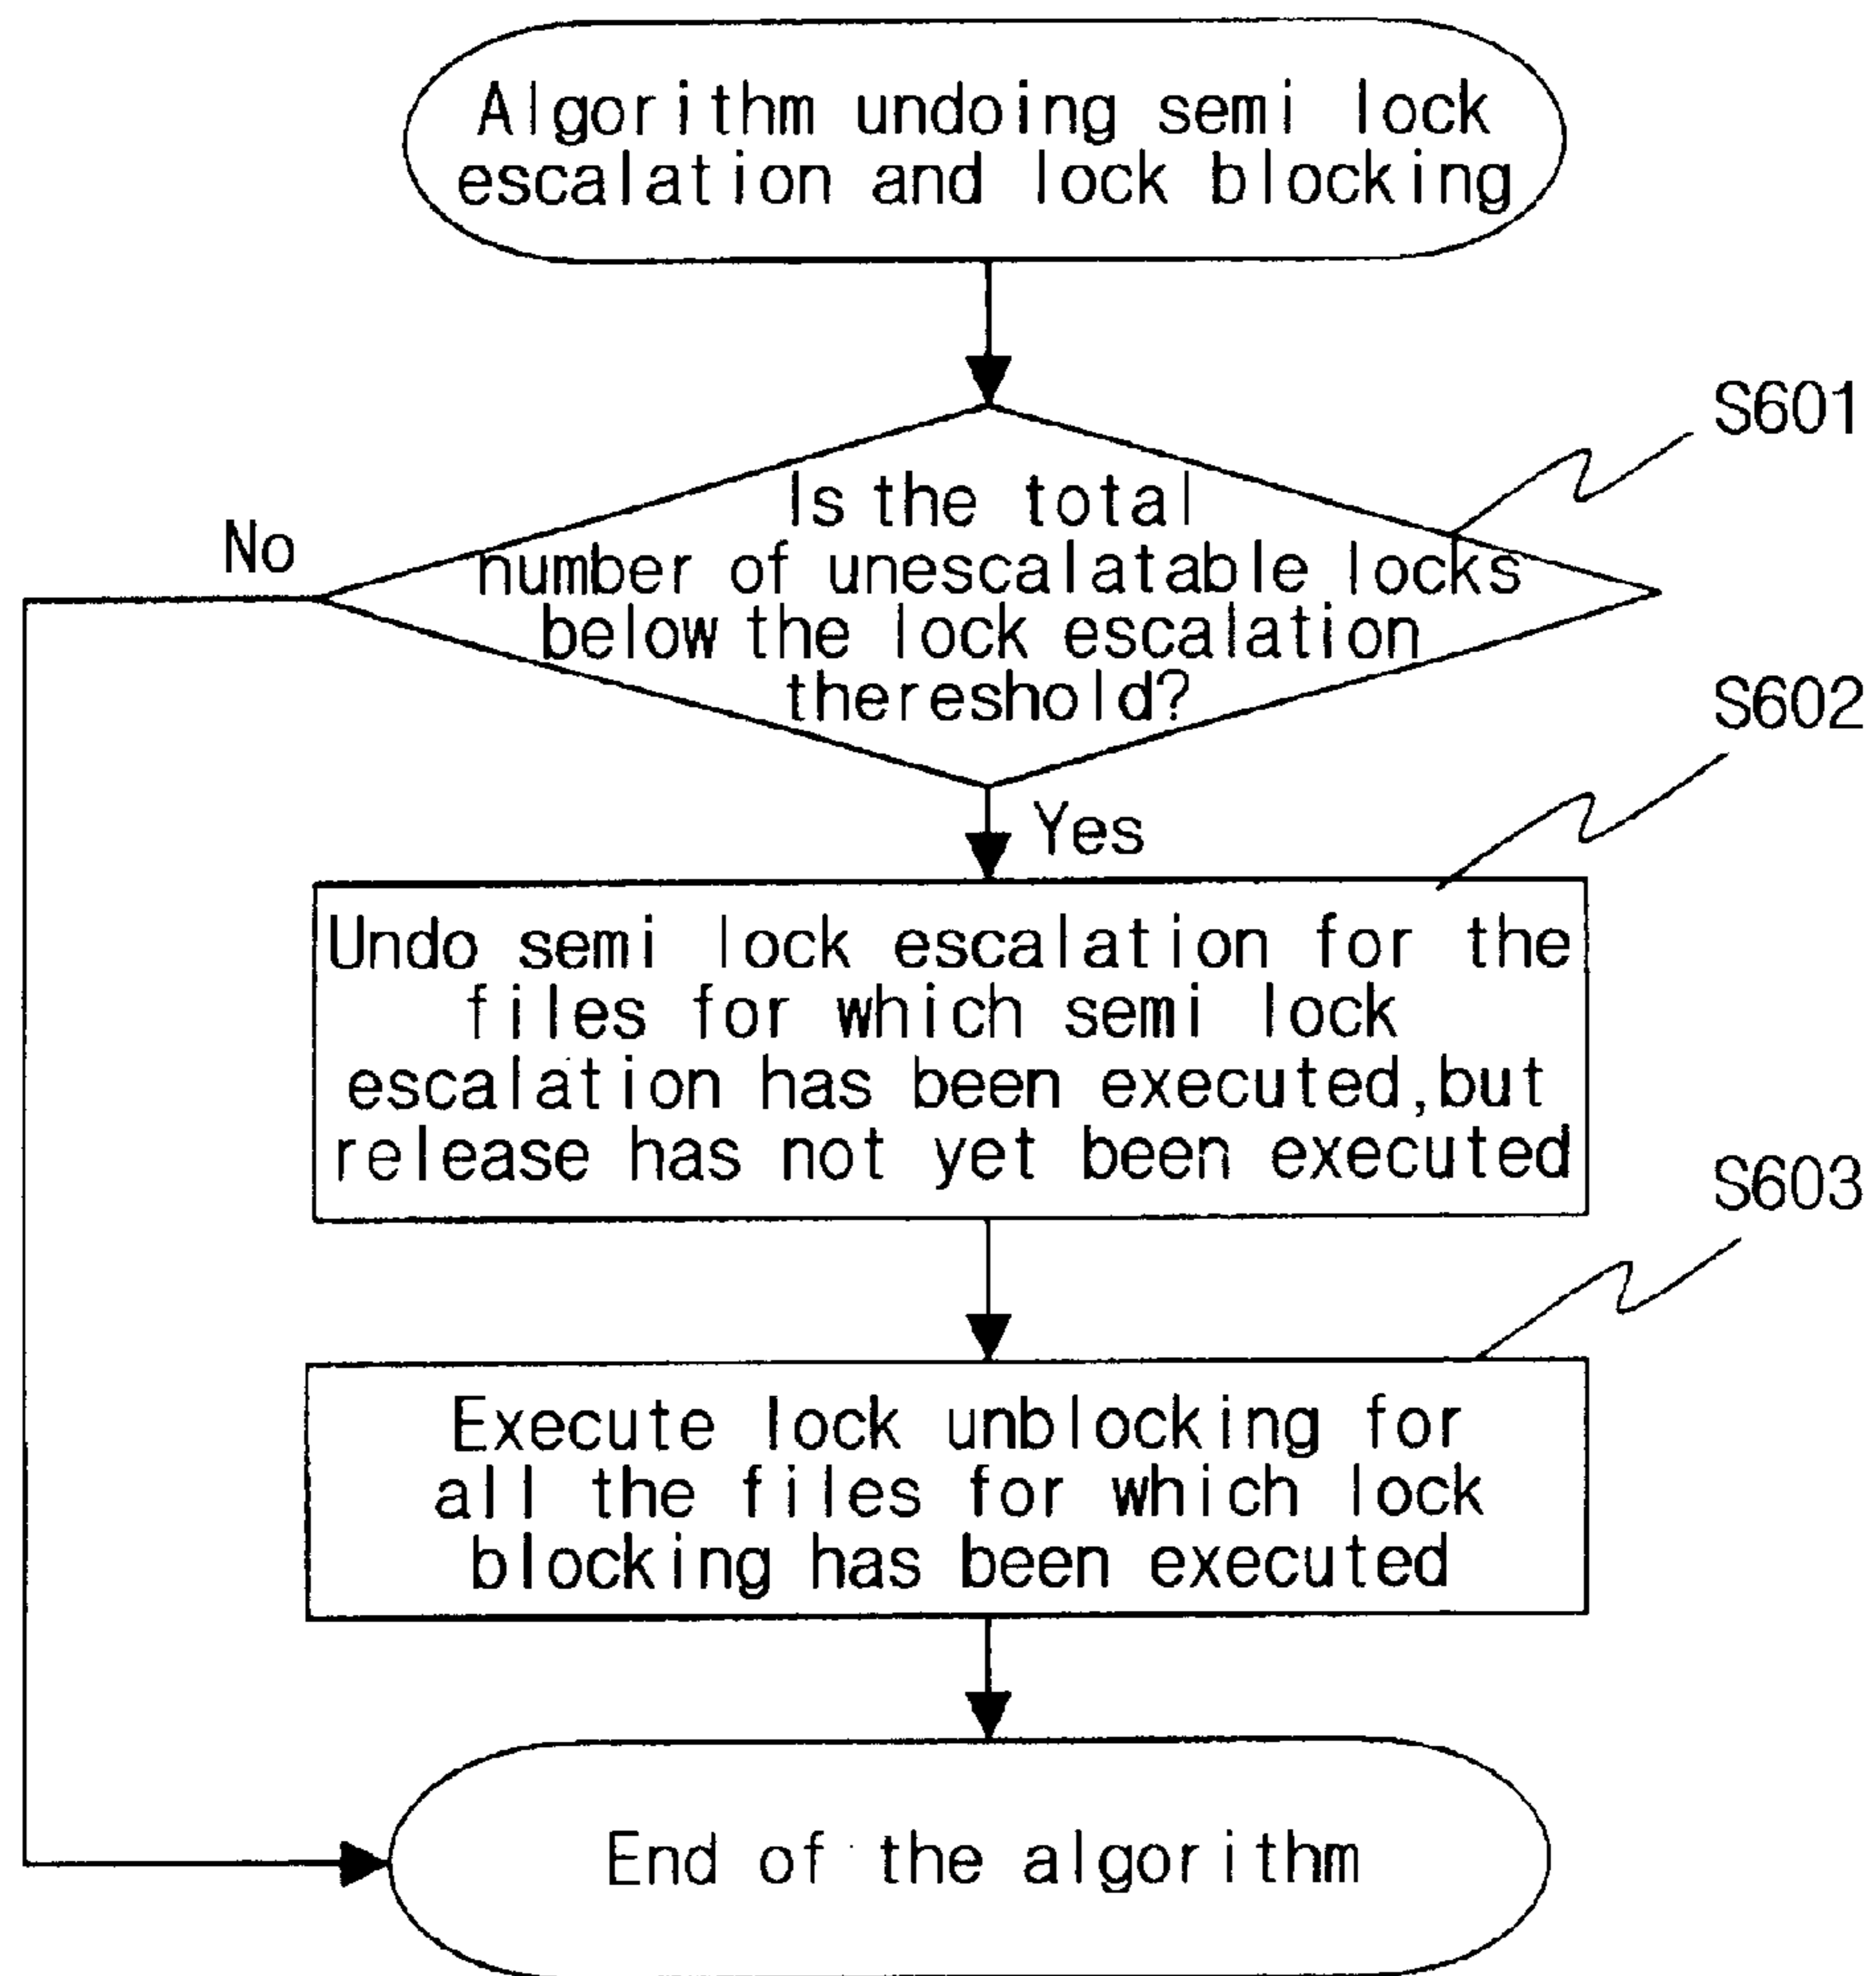 Algorithm undoing semi lock
escalation and lock blocking
S601
Is the total
No
number of unescalatable locks
below the lock escalation
thereshold?
S602
Yes
Undo semi lock escalation for the
files for which semi lock
escalation has been executed,but
release has not yet been executed
S603
Execute lock unblocking for
all the files for which lock
blocking has been executed
End of the algorithm